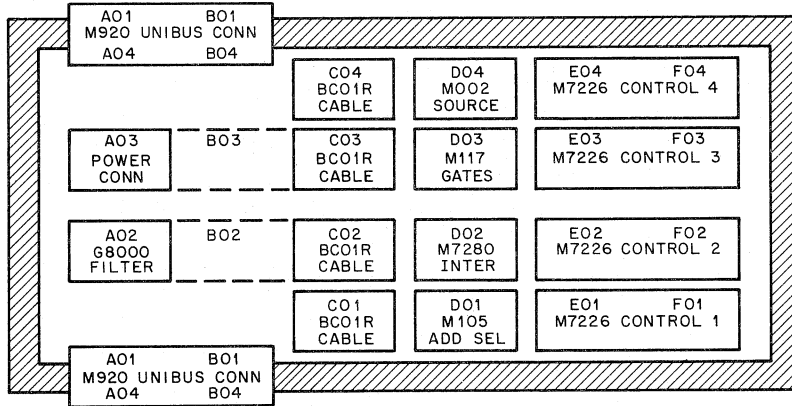 A01 B01
M920 UNIBUS CONN
A04 B04
C04
BC01R
CABLE
D04
M002
SOURCE
E04 F04
M7226 CONTROL 4
A03
POWER
CONN
B03
C03
BC01R
CABLE
D03
M117
GATES
E03 F03
M7226 CONTROL 3
A02
G8000
FILTER
B02
C02
BC01R
CABLE
D02
M7280
INTER
E02 F02
M7226 CONTROL 2
C01
BC01R
CABLE
D01
M105
ADD SEL
E01 F01
M7226 CONTROL 1
A01 B01
M920 UNIBUS CONN
A04 B04